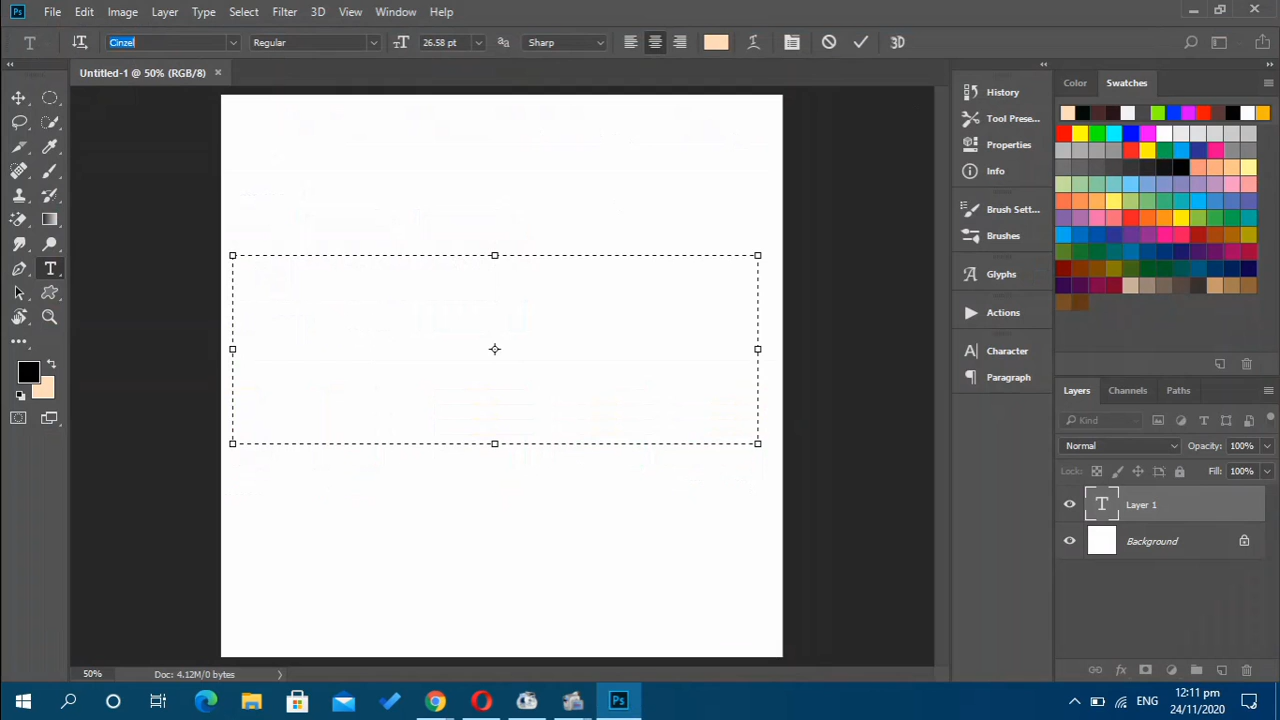 Ps File Edit Image Layer Type Select Filter 3D View Window Help
Cinzel Regular 26.58 pt Sharp 3D
Untitled-1 @ 50% (RGB/8)
History
Tool Prese...
Properties
Info
Brush Sett...
Brushes
Glyphs
Actions
Character
Paragraph
Color Swatches
Layers Channels Paths
Kind
Normal Opacity: 100%
Lock: Fill: 100%
T Layer 1
Background
50% Doc: 4.12M/0 bytes
Ps ENG 12:11 pm
24/11/2020